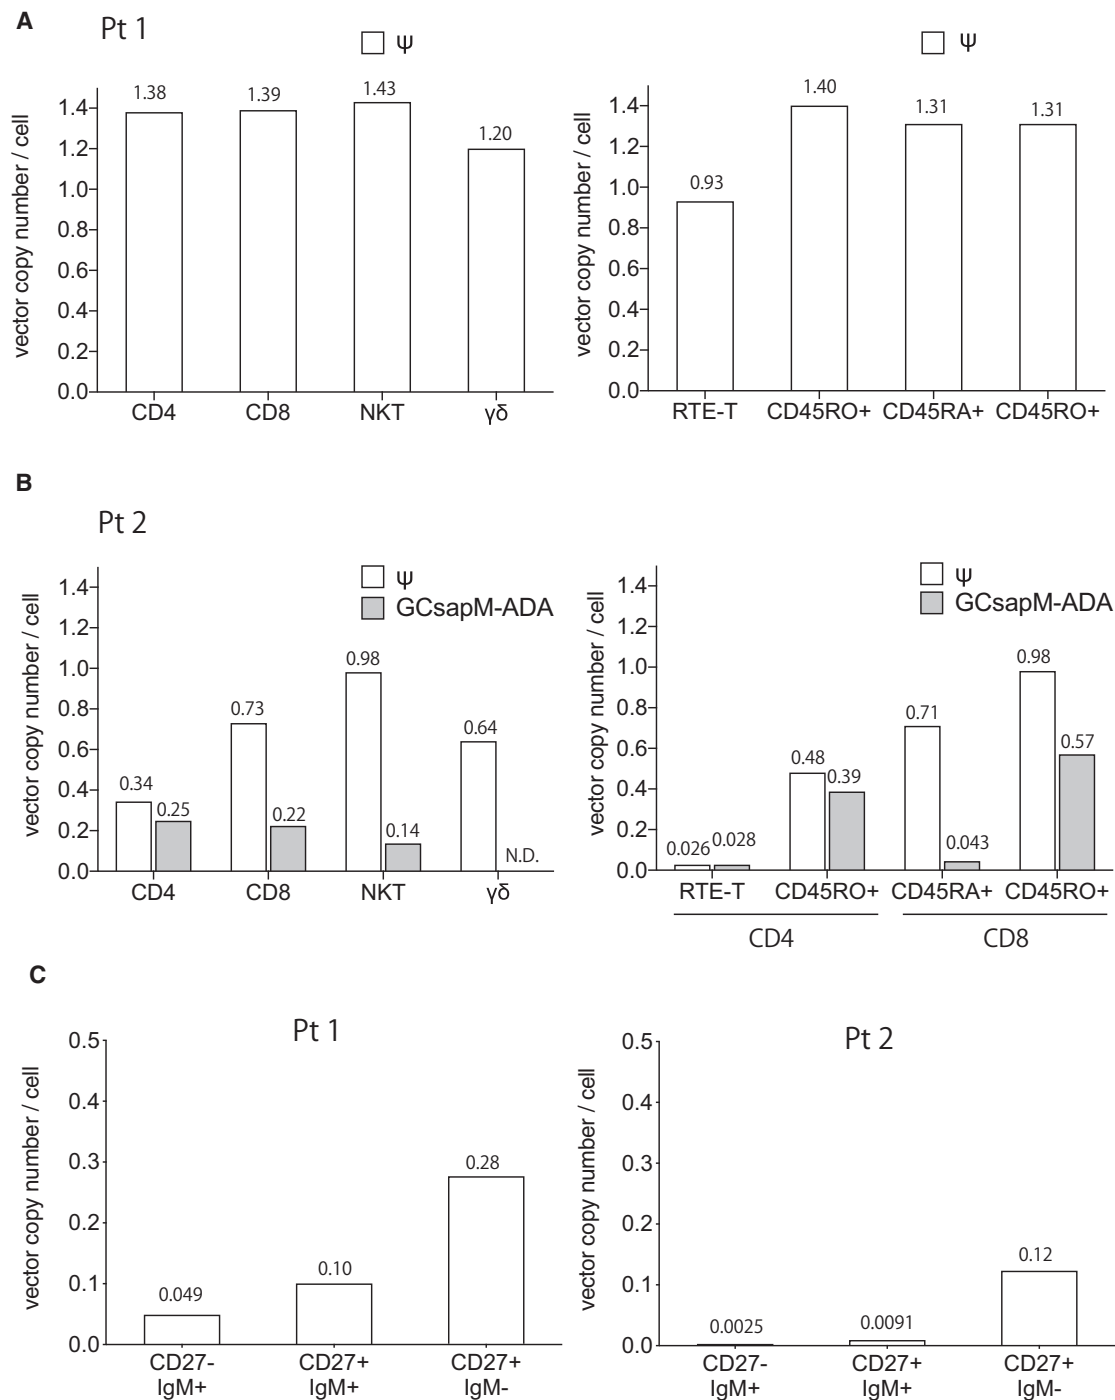 A
Pt 1
Ψ
vector copy number / cell
1.4
1.2
1.0
0.8
0.6
0.4
0.2
0.0
1.38
1.39
1.43
1.20
CD4
CD8
NKT
γδ
Ψ
vector copy number / cell
1.4
1.2
1.0
0.8
0.6
0.4
0.2
0.0
0.93
1.40
1.31
1.31
RTE-T
CD45RO+
CD45RA+
CD45RO+
B
Pt 2
Ψ
GCsapM-ADA
vector copy number / cell
1.4
1.2
1.0
0.8
0.6
0.4
0.2
0.0
0.34
0.25
0.73
0.22
0.98
0.14
0.64
N.D.
CD4
CD8
NKT
γδ
Ψ
GCsapM-ADA
vector copy number / cell
1.4
1.2
1.0
0.8
0.6
0.4
0.2
0.0
0.026
0.028
0.48
0.39
0.71
0.043
0.98
0.57
RTE-T
CD45RO+
CD45RA+
CD45RO+
CD4
CD8
C
Pt 1
vector copy number / cell
0.5
0.4
0.3
0.2
0.1
0.0
0.049
0.10
0.28
CD27-
IgM+
CD27+
IgM+
CD27+
IgM-
Pt 2
vector copy number / cell
0.5
0.4
0.3
0.2
0.1
0.0
0.0025
0.0091
0.12
CD27-
IgM+
CD27+
IgM+
CD27+
IgM-